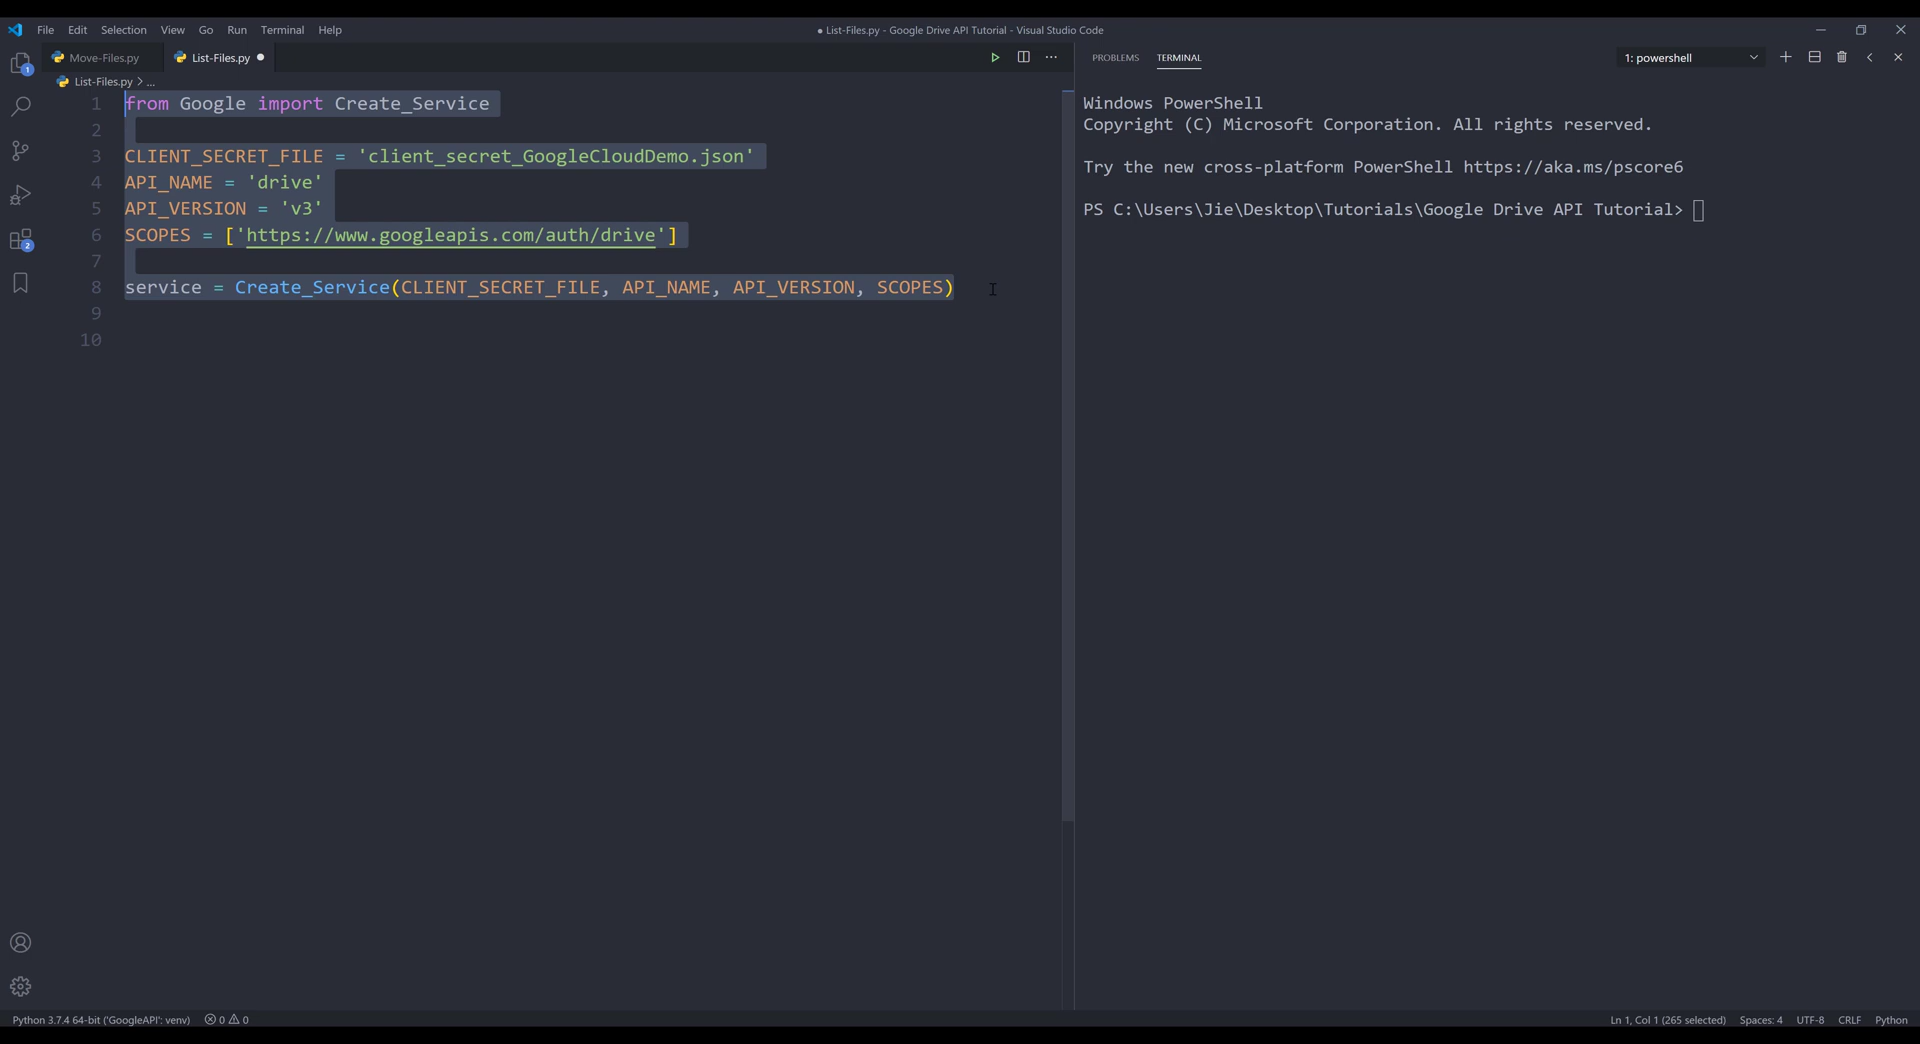 File Edit Selection View Go Run Terminal Help
● List-Files.py - Google Drive API Tutorial - Visual Studio Code
Move-Files.py
List-Files.py ●
List-Files.py > ...
1 from Google import Create_Service
2
3 CLIENT_SECRET_FILE = 'client_secret_GoogleCloudDemo.json'
4 API_NAME = 'drive'
5 API_VERSION = 'v3'
6 SCOPES = ['https://www.googleapis.com/auth/drive']
7
8 service = Create_Service(CLIENT_SECRET_FILE, API_NAME, API_VERSION, SCOPES)
9
10
1
2
PROBLEMS TERMINAL
1: powershell
Windows PowerShell
Copyright (C) Microsoft Corporation. All rights reserved.
Try the new cross-platform PowerShell https://aka.ms/pscore6
PS C:\Users\Jie\Desktop\Tutorials\Google Drive API Tutorial>
Python 3.7.4 64-bit ('GoogleAPI': venv) 0 0
Ln 1, Col 1 (265 selected) Spaces: 4 UTF-8 CRLF Python